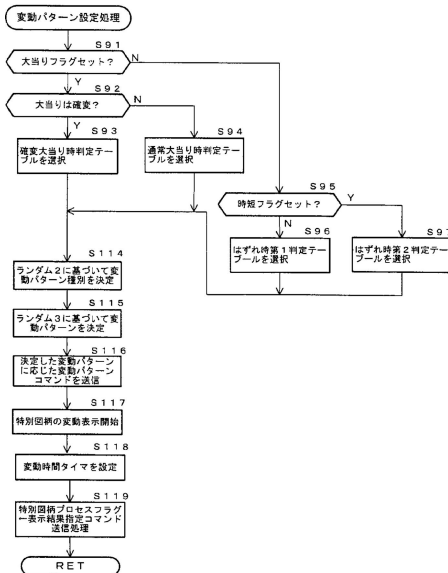 変動パターン設定処理
S91
大当りフラグセット?
N
Y
S92
大当りは確変?
N
Y
S93
確変大当り時判定テ
ーブルを選択
S94
通常大当り時判定テー
ブルを選択
S95
時短フラグセット?
Y
N
S96
はずれ時第1判定テー
ブールを選択
S97
はずれ時第2判定テー
ブールを選択
S114
ランダム2に基づいて変
動パターン種別を決定
S115
ランダム3に基づいて変
動パターンを決定
S116
決定した変動パターン
に応じた変動パターン
コマンドを送信
S117
特別図柄の変動表示開始
S118
変動時間タイマを設定
S119
特別図柄プロセスフラグ
←表示結果指定コマンド
送信処理
RET